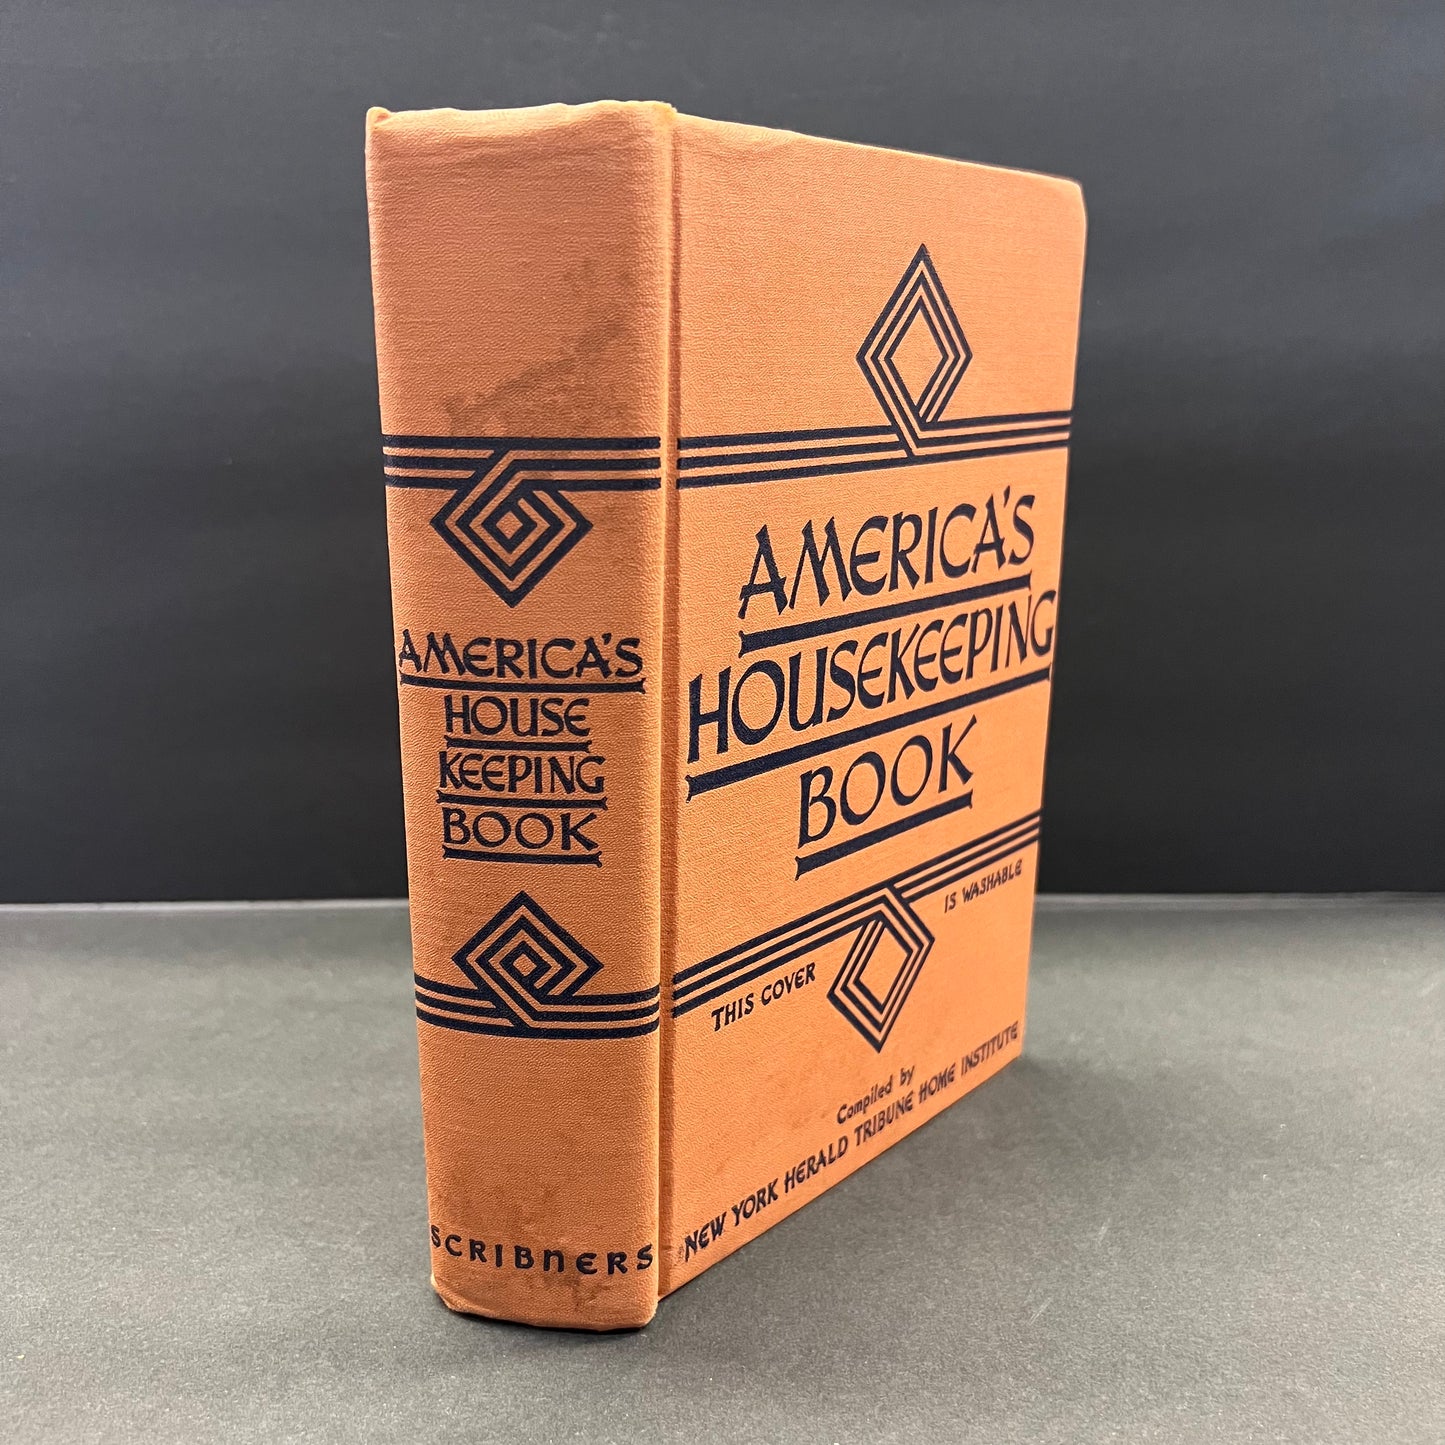 AMERICA'S
HOUSE
KEEPING
BOOK
SCRIBNERS
AMERICA'S
HOUSEKEEPING
BOOK
THIS COVER IS WASHABLE
Compiled by
NEW YORK HERALD TRIBUNE HOME INSTITUTE